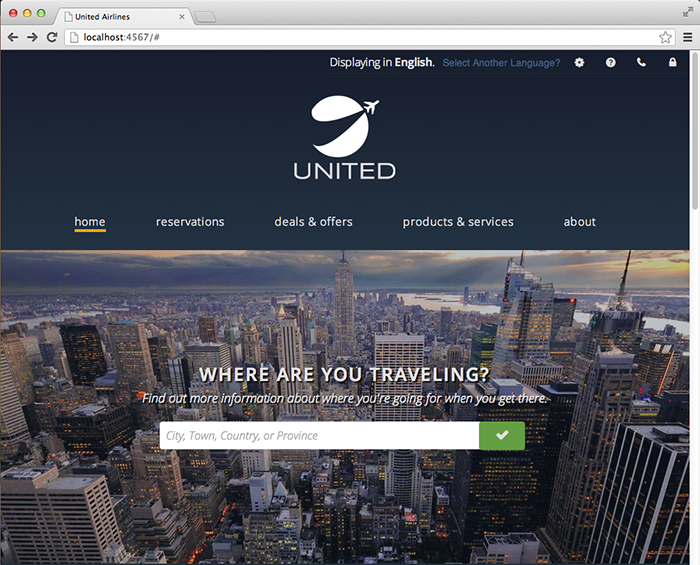 United Airlines
localhost:4567/#
Displaying in English. Select Another Language?
UNITED
home reservations deals & offers products & services about
WHERE ARE YOU TRAVELING?
Find out more information about where you're going for when you get there.
City, Town, Country, or Province